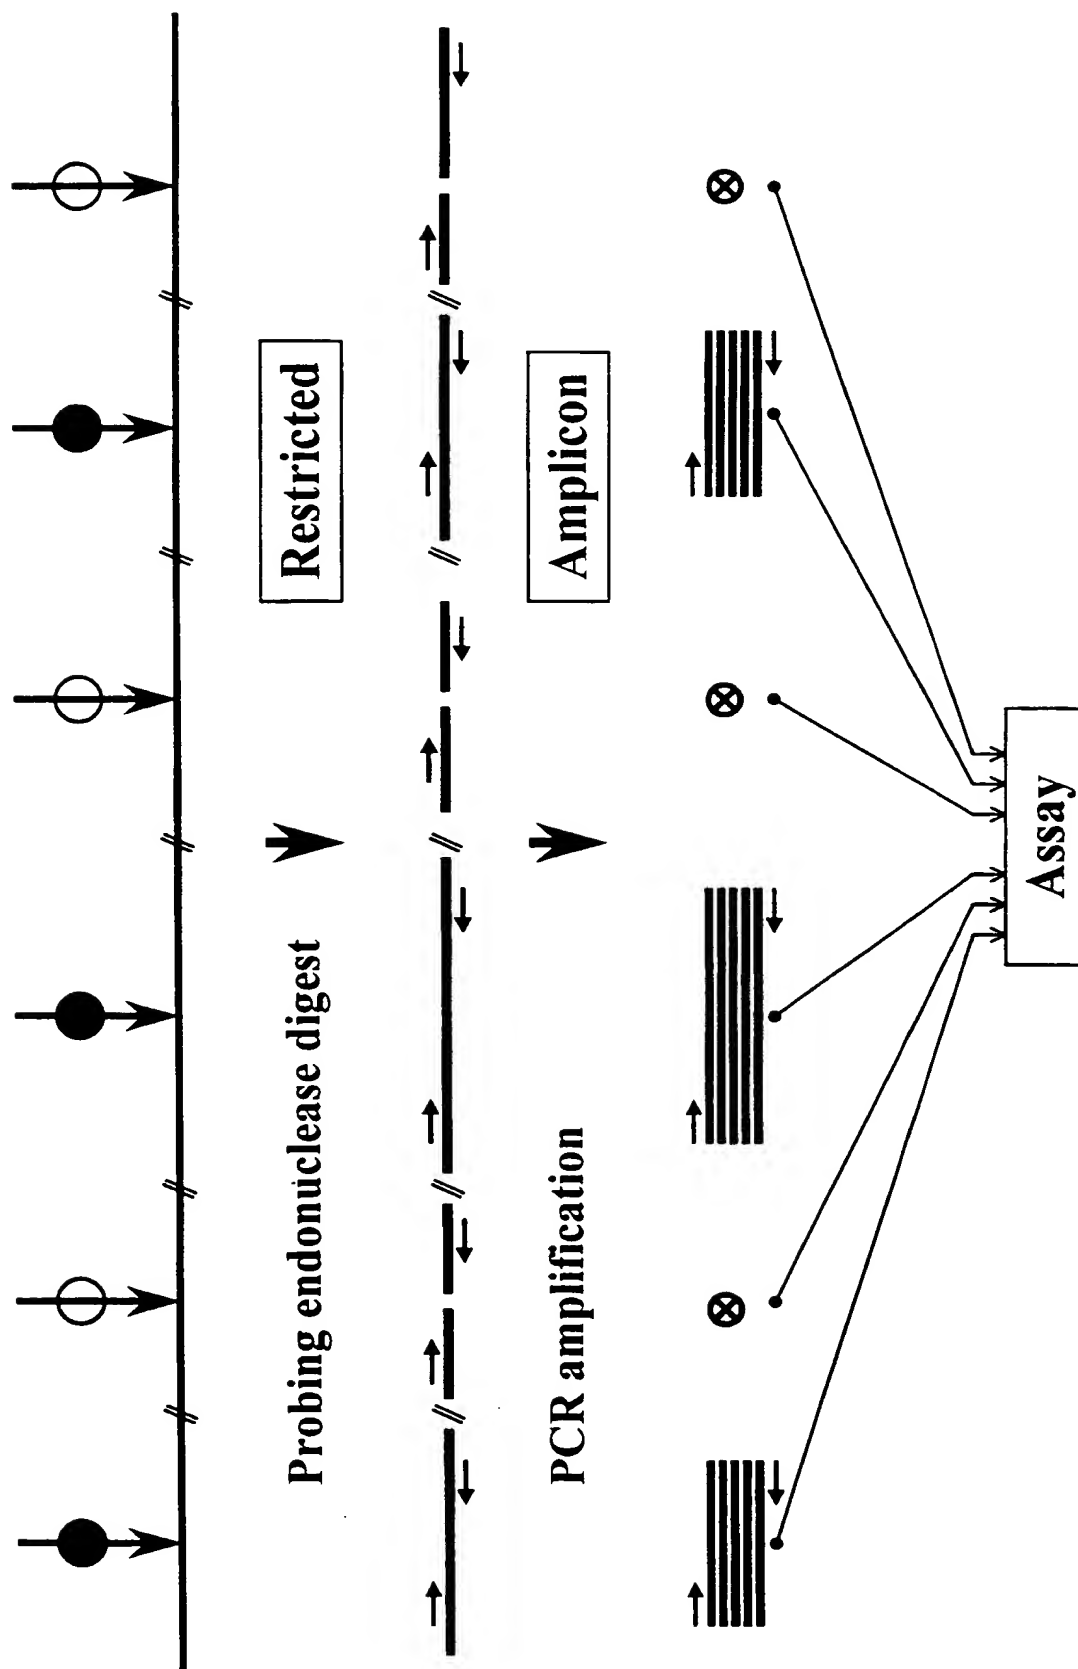 Probing endonuclease digest
Restricted
PCR amplification
Amplicon
Assay